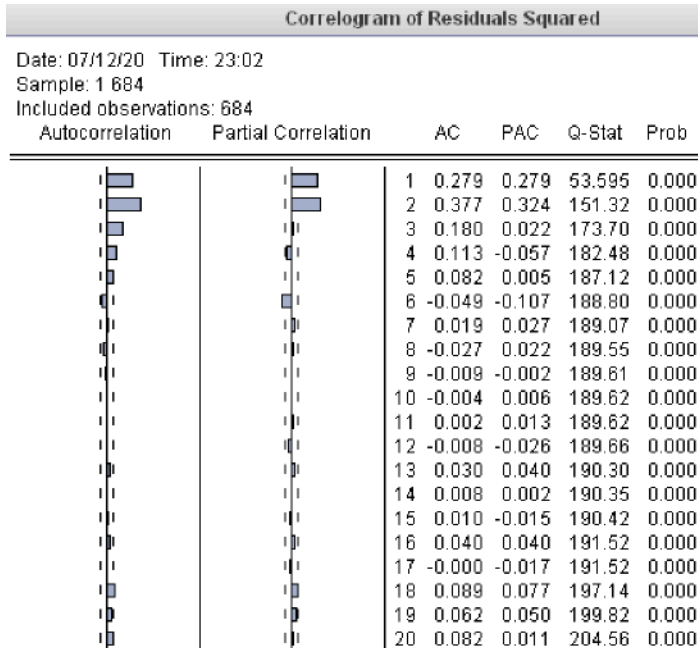 Correlogram of Residuals Squared
Date: 07/12/20 Time: 23:02
Sample: 1 684
Included observations: 684
Autocorrelation Partial Correlation AC PAC Q-Stat Prob
1 0.279 0.279 53.595 0.000
2 0.377 0.324 151.32 0.000
3 0.180 0.022 173.70 0.000
4 0.113 -0.057 182.48 0.000
5 0.082 0.005 187.12 0.000
6 -0.049 -0.107 188.80 0.000
7 0.019 0.027 189.07 0.000
8 -0.027 0.022 189.55 0.000
9 -0.009 -0.002 189.61 0.000
10 -0.004 0.006 189.62 0.000
11 0.002 0.013 189.62 0.000
12 -0.008 -0.026 189.66 0.000
13 0.030 0.040 190.30 0.000
14 0.008 0.002 190.35 0.000
15 0.010 -0.015 190.42 0.000
16 0.040 0.040 191.52 0.000
17 -0.000 -0.017 191.52 0.000
18 0.089 0.077 197.14 0.000
19 0.062 0.050 199.82 0.000
20 0.082 0.011 204.56 0.000